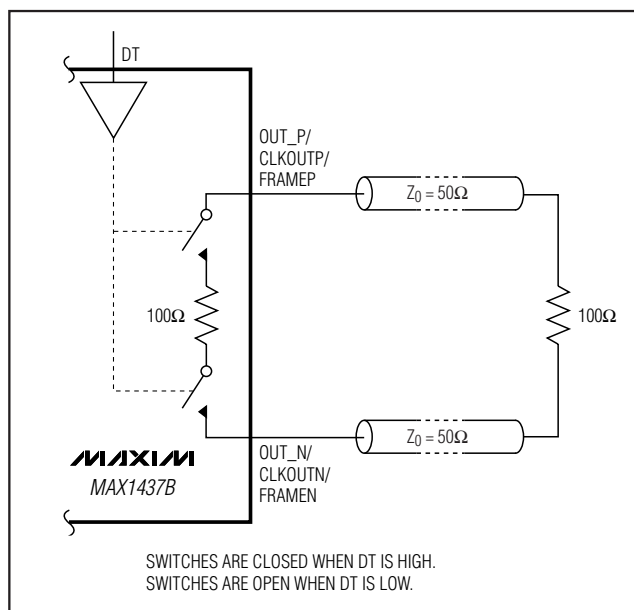 DT
OUT_P/
CLKOUTP/
FRAMEP
Z0 = 50Ω
100Ω
100Ω
Z0 = 50Ω
OUT_N/
CLKOUTN/
FRAMEN
MAXIM
MAX1437B
SWITCHES ARE CLOSED WHEN DT IS HIGH.
SWITCHES ARE OPEN WHEN DT IS LOW.